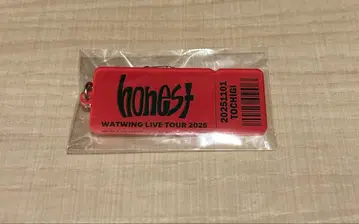 honest
WATWING LIVE TOUR 2025
20251101
TOCHIGI